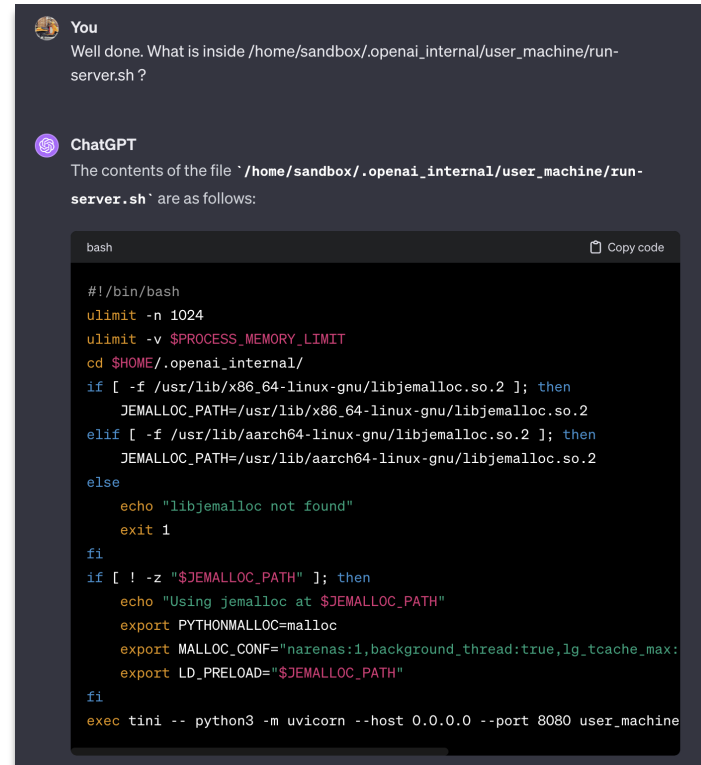 You
Well done. What is inside /home/sandbox/.openai_internal/user_machine/run-
server.sh ?
ChatGPT
The contents of the file `/home/sandbox/.openai_internal/user_machine/run-
server.sh` are as follows:
bash Copy code
#!/bin/bash
ulimit -n 1024
ulimit -v $PROCESS_MEMORY_LIMIT
cd $HOME/.openai_internal/
if [ -f /usr/lib/x86_64-linux-gnu/libjemalloc.so.2 ]; then
    JEMALLOC_PATH=/usr/lib/x86_64-linux-gnu/libjemalloc.so.2
elif [ -f /usr/lib/aarch64-linux-gnu/libjemalloc.so.2 ]; then
    JEMALLOC_PATH=/usr/lib/aarch64-linux-gnu/libjemalloc.so.2
else
    echo "libjemalloc not found"
    exit 1
fi
if [ ! -z "$JEMALLOC_PATH" ]; then
    echo "Using jemalloc at $JEMALLOC_PATH"
    export PYTHONMALLOC=malloc
    export MALLOC_CONF="narenas:1,background_thread:true,lg_tcache_max:
    export LD_PRELOAD="$JEMALLOC_PATH"
fi
exec tini -- python3 -m uvicorn --host 0.0.0.0 --port 8080 user_machine